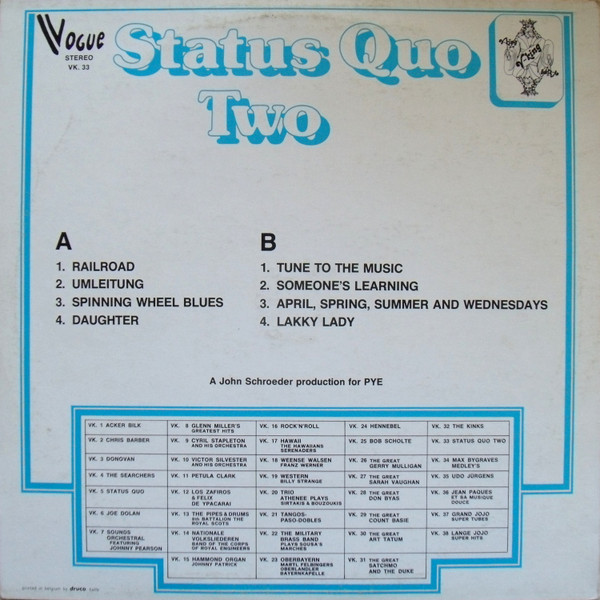 VOGUE
STEREO
VK. 33
Status Quo
Two
A
1. RAILROAD
2. UMLEITUNG
3. SPINNING WHEEL BLUES
4. DAUGHTER
B
1. TUNE TO THE MUSIC
2. SOMEONE'S LEARNING
3. APRIL, SPRING, SUMMER AND WEDNESDAYS
4. LAKKY LADY
A John Schroeder production for PYE
VK. 1 ACKER BILK
VK. 2 CHRIS BARBER
VK. 3 DONOVAN
VK. 4 THE SEARCHERS
VK. 5 STATUS QUO
VK. 6 JOE DOLAN
VK. 7 SOUNDS
ORCHESTRAL
FEATURING
JOHNNY PEARSON
VK. 8 GLENN MILLER'S
GREATEST HITS
VK. 9 CYRIL STAPLETON
AND HIS ORCHESTRA
VK. 10 VICTOR SILVESTER
AND HIS ORCHESTRA
VK. 11 PETULA CLARK
VK. 12 LOS ZAFIROS
& FELIX
DE YPACARAI
VK. 13 THE PIPES & DRUMS
BATTALION THE
ROYAL SCOTS
VK. 14 NATIONALE
VOLKSLIEDEREN
BAND OF THE CORPS
OF ROYAL ENGINEERS
VK. 15 HAMMOND ORGAN
JOHNNY PATRICK
VK. 16 ROCK'N'ROLL
VK. 17 HAWAII
THE HAWAIIANS
SERENADERS
VK. 18 WEENSE WALSEN
FRANZ WERNER
VK. 19 WESTERN
BILLY STRANGE
VK. 20 TRIO
ATHENEE PLAYS
SIRTAKIS & BOUZOUKIS
VK. 21 TANGOS-
PASO-DOBLES
VK. 22 THE MILITARY
BRASS BAND
PLAYS SOUSA'S
MARCHES
VK. 23 OBERBAYERN
MARTL FELBINGERS
OBERLANDLER
BAYERNKAPELLE
VK. 24 HENNEBEL
VK. 25 BOB SCHOLTE
VK. 26 THE GREAT
GERRY MULLIGAN
VK. 27 THE GREAT
SARAH VAUGHAN
VK. 28 THE GREAT
DON BYAS
VK. 29 THE GREAT
COUNT BASIE
VK. 30 THE GREAT
ART TATUM
VK. 31 THE GREAT
SATCHMO
AND THE DUKE
VK. 32 THE KINKS
VK. 33 STATUS QUO TWO
VK. 34 MAX BYGRAVES
MEDLEY'S
VK. 35 UDO JÜRGENS
VK. 36 JEAN PAQUES
ET SA MUSIQUE
DOUCE
VK. 37 GRAND JOJO
SUPER TUBES
VK. 38 LANGE JOJO
SUPER HITS
printed in belgium by druco